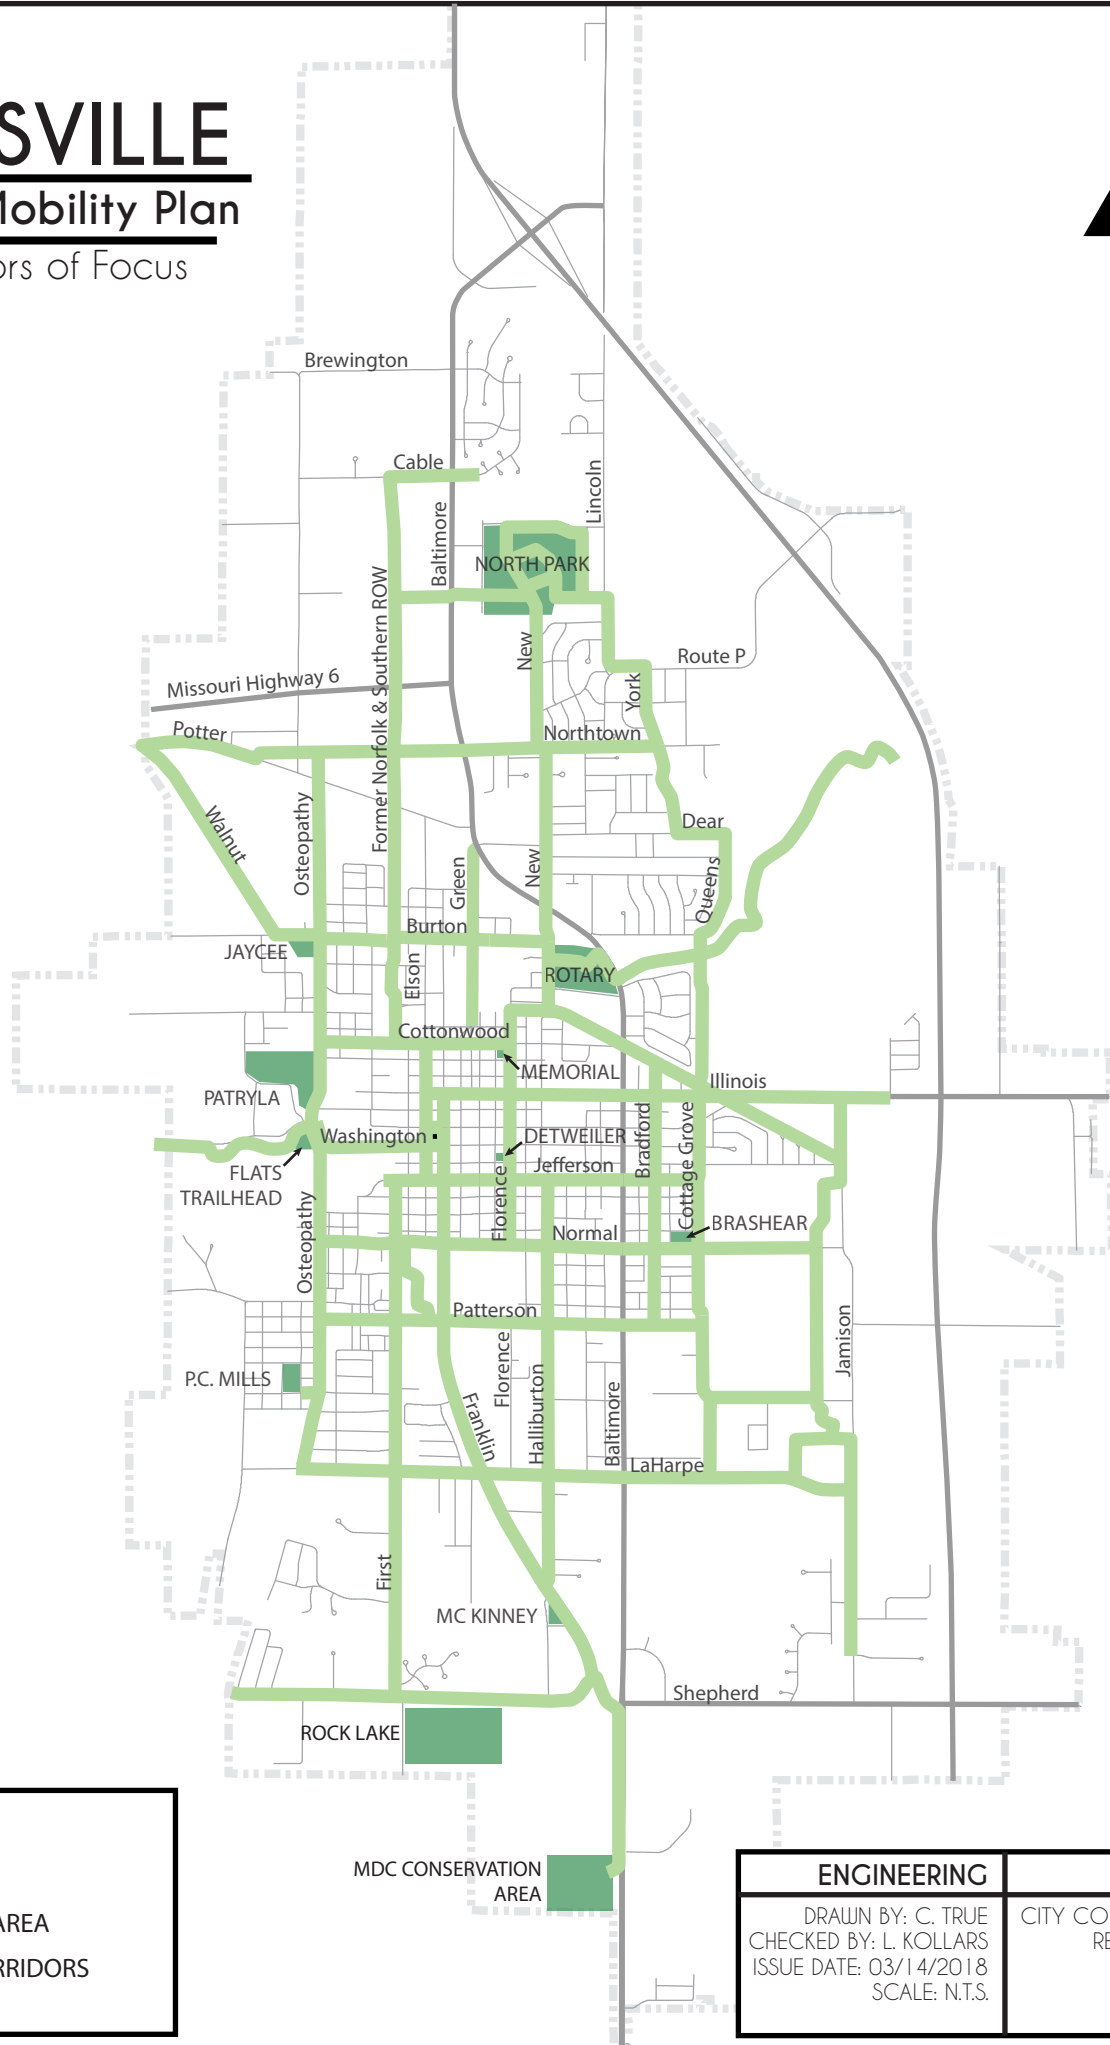 SVILLE
Mobility Plan
ors of Focus
Brewington
Cable
Baltimore
Lincoln
NORTH PARK
Former Norfolk & Southern ROW
New
York
Route P
Missouri Highway 6
Potter
Northtown
Walnut
Osteopathy
Dear
Green
New
Queens
Burton
JAYCEE
Elson
ROTARY
Cottonwood
MEMORIAL
Illinois
PATRYLA
Washington
DETWEILER
Bradford
Cottage Grove
FLATS
TRAILHEAD
Jefferson
Florence
Osteopathy
Normal
BRASHEAR
Patterson
Jamison
P.C. MILLS
Florence
Halliburton
Baltimore
Franklin
LaHarpe
First
MC KINNEY
Shepherd
ROCK LAKE
MDC CONSERVATION
AREA
AREA
RRIDORS
ENGINEERING
DRAWN BY: C. TRUE
CHECKED BY: L. KOLLARS
ISSUE DATE: 03/14/2018
SCALE: N.T.S.
CITY CO
RE